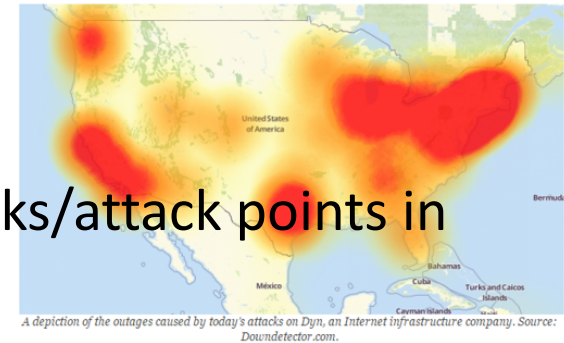 United States
of America
ks/attack points in
Bermuda
Bahamas
México
Cuba
Turks and Caicos
Islands
Cayman Islands
A depiction of the outages caused by today's attacks on Dyn, an Internet infrastructure company. Source:
Downdetector.com.